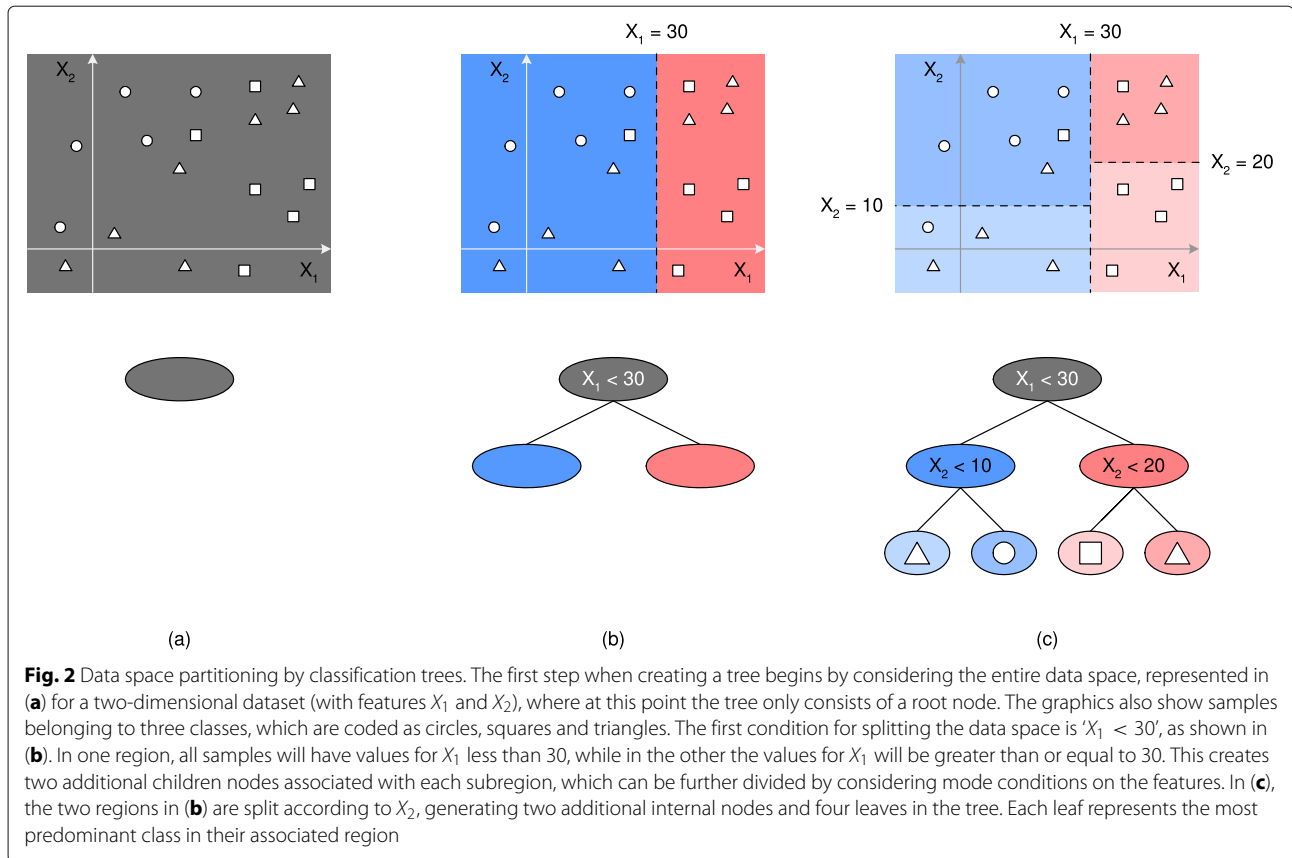 X₁ = 30
X₁ = 30
X₂
X₂
X₂
X₂ = 20
X₂ = 10
X₁
X₁
X₁
X₁ < 30
X₁ < 30
X₂ < 10
X₂ < 20
(a)
(b)
(c)
Fig. 2 Data space partitioning by classification trees. The first step when creating a tree begins by considering the entire data space, represented in
(a) for a two-dimensional dataset (with features X₁ and X₂), where at this point the tree only consists of a root node. The graphics also show samples
belonging to three classes, which are coded as circles, squares and triangles. The first condition for splitting the data space is ‘X₁ < 30’, as shown in
(b). In one region, all samples will have values for X₁ less than 30, while in the other the values for X₁ will be greater than or equal to 30. This creates
two additional children nodes associated with each subregion, which can be further divided by considering mode conditions on the features. In (c),
the two regions in (b) are split according to X₂, generating two additional internal nodes and four leaves in the tree. Each leaf represents the most
predominant class in their associated region